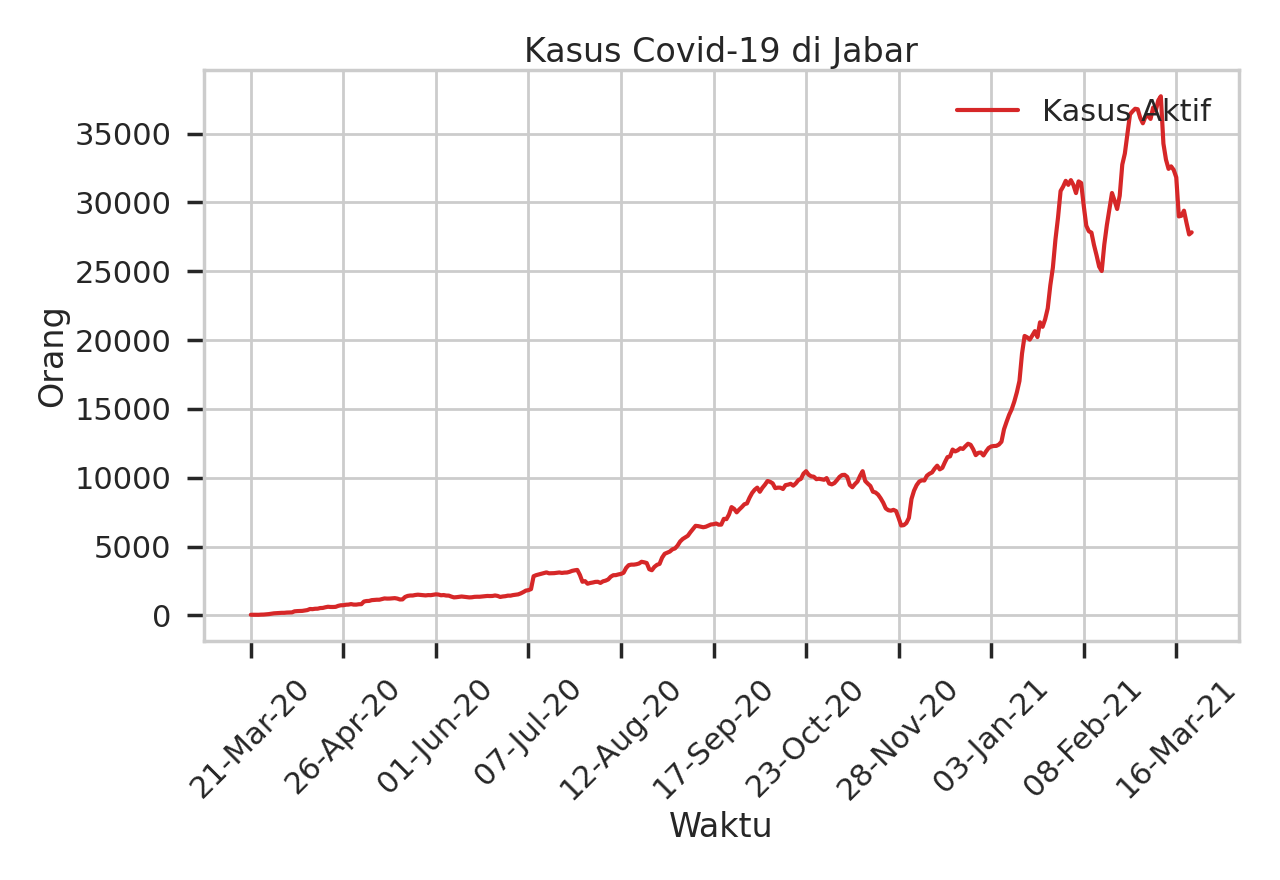 Kasus Covid-19 di Jabar
Kasus Aktif
Orang
35000
30000
25000
20000
15000
10000
5000
0
21-Mar-20
26-Apr-20
01-Jun-20
07-Jul-20
12-Aug-20
17-Sep-20
23-Oct-20
28-Nov-20
03-Jan-21
08-Feb-21
16-Mar-21
Waktu